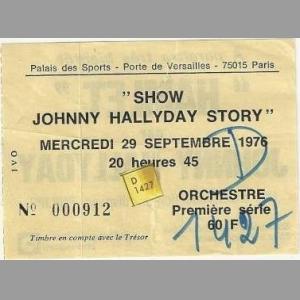 Palais des Sports - Porte de Versailles - 75015 Paris
"SHOW
JOHNNY HALLYDAY STORY"
MERCREDI 29 SEPTEMBRE 1976
20 heures 45
IVO
D
1427
D
ORCHESTRE
Première série
60 F
Nº 000912
1427
Timbre en compte avec le Trésor